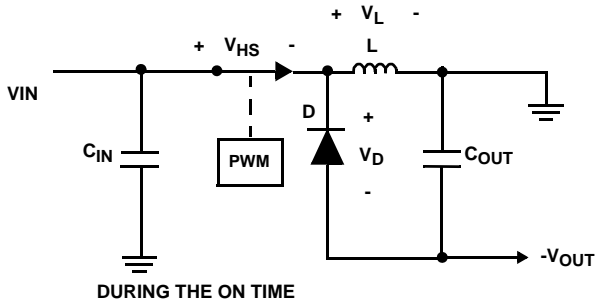 + VL -
+ VHS - L
VIN
D +
CIN PWM VD COUT
-
-VOUT
DURING THE ON TIME